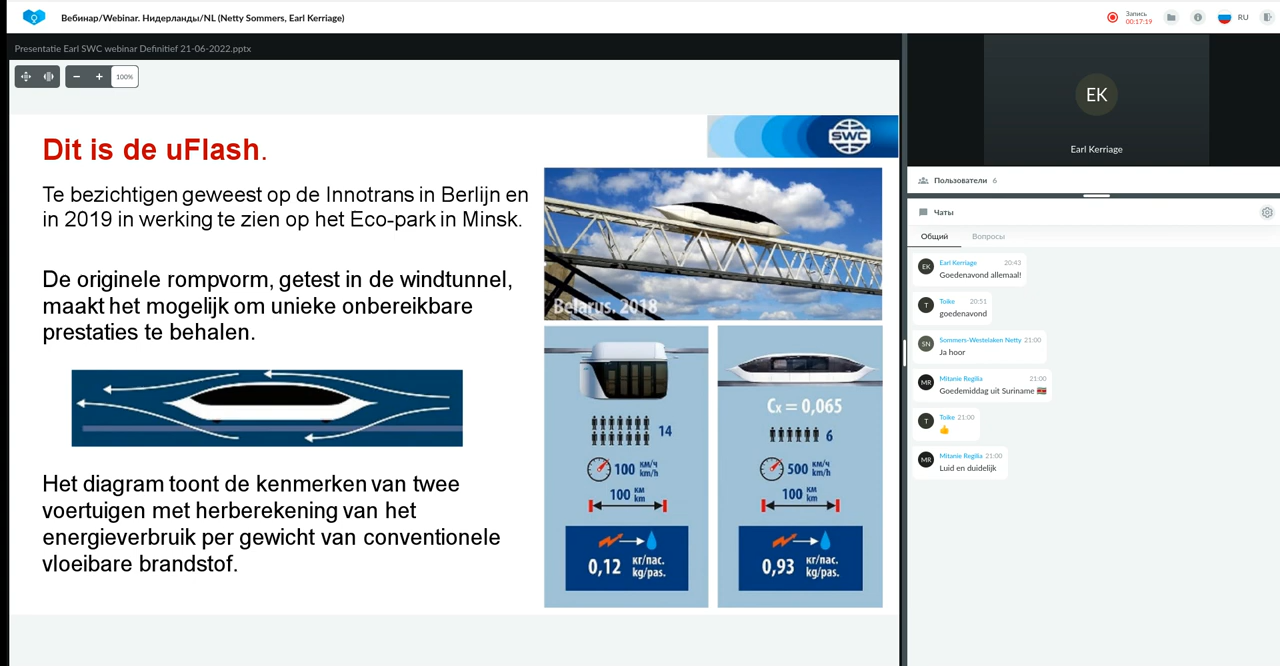 Вебинар/Webinar. Нидерланды/NL (Netty Sommers, Earl Kerriage)
Запись
00:17:19
RU
Presentatie Earl SWC webinar Definitief 21-06-2022.pptx
100%
Dit is de uFlash.
SWC
Te bezichtigen geweest op de Innotrans in Berlijn en
in 2019 in werking te zien op het Eco-park in Minsk.
De originele rompvorm, getest in de windtunnel,
maakt het mogelijk om unieke onbereikbare
prestaties te behalen.
Het diagram toont de kenmerken van twee
voertuigen met herberekening van het
energieverbruik per gewicht van conventionele
vloeibare brandstof.
Belarus. 2018
14
100 км/ч km/h
100 км km
0,12 кг/пас. kg/pas.
Cx = 0,065
6
500 км/ч km/h
100 км km
0,93 кг/пас. kg/pas.
EK
Earl Kerriage
Пользователи 6
Чаты
Общий Вопросы
EK Earl Kerriage 20:43
Goedenavond allemaal!
T Toike 20:51
goedenavond
SN Sommers-Westelaken Netty 21:00
Ja hoor
MR Mitanie Regilia 21:00
Goedemiddag uit Suriname 🇸🇷
T Toike 21:00
👍
MR Mitanie Regilia 21:00
Luid en duidelijk